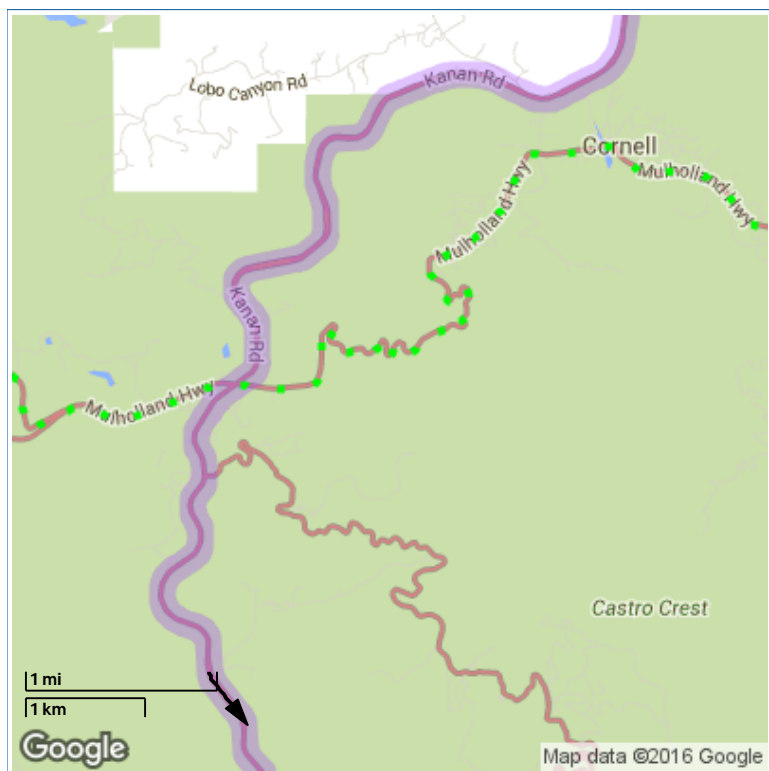 Kanan Rd
Lobo Canyon Rd
Cornell
Mulholland Hwy
Mulholland Hwy
Kanan Rd
Mulholland Hwy
Castro Crest
1 mi
1 km
Google
Map data ©2016 Google